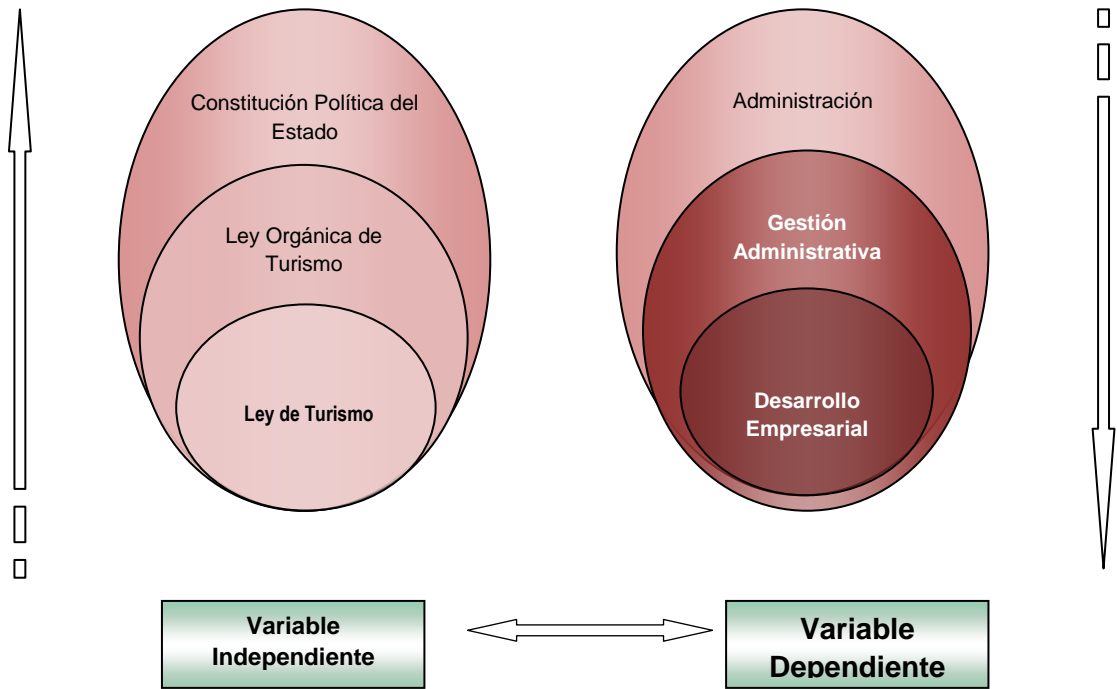 Constitución Política del
Estado
Ley Orgánica de
Turismo
Ley de Turismo
Administración
Gestión
Administrativa
Desarrollo
Empresarial
Variable
Independiente
Variable
Dependiente